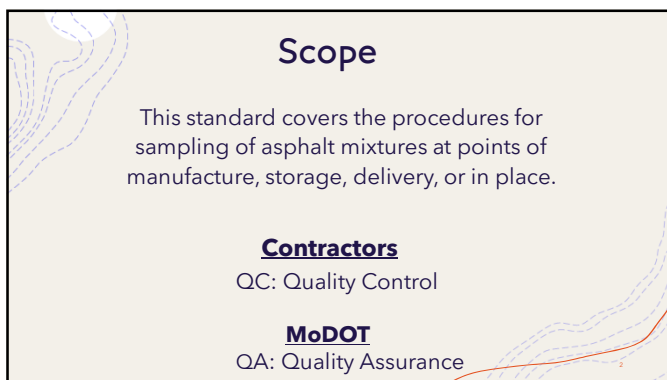 Scope
This standard covers the procedures for
sampling of asphalt mixtures at points of
manufacture, storage, delivery, or in place.
Contractors
QC: Quality Control
MoDOT
QA: Quality Assurance
2